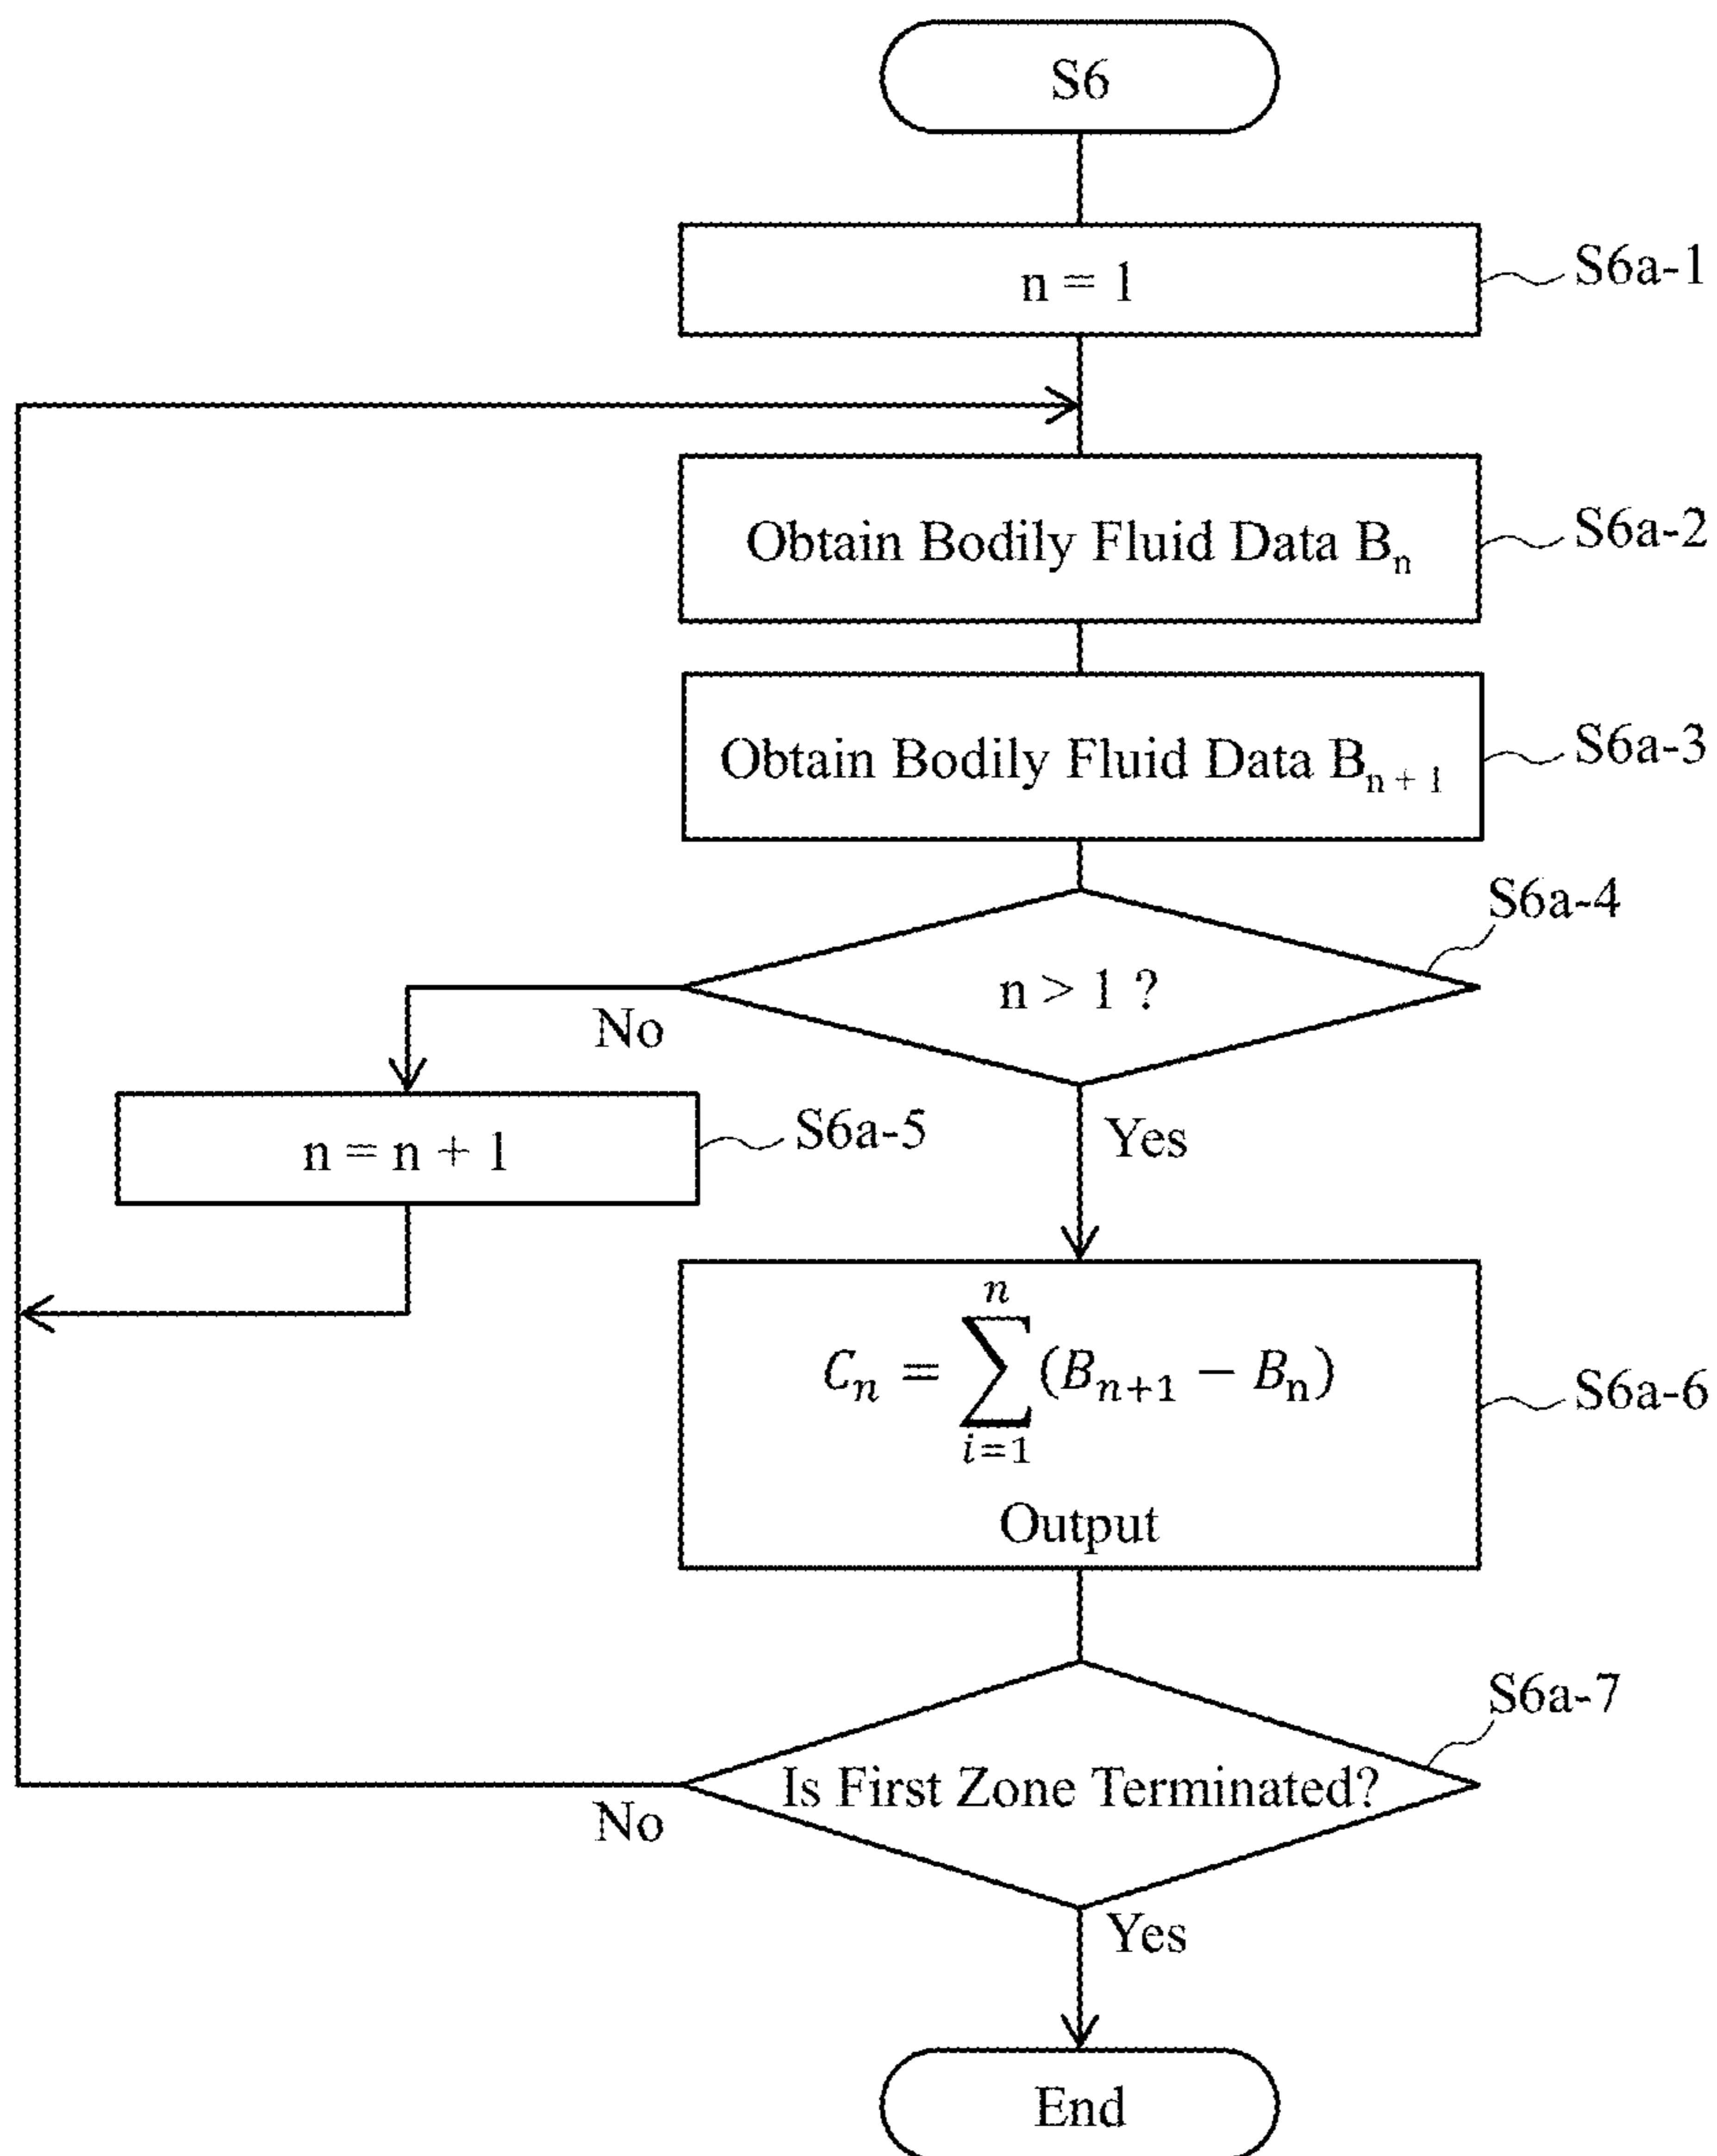 S6
n = 1
S6a-1
Obtain Bodily Fluid Data Bₙ
S6a-2
Obtain Bodily Fluid Data Bₙ ₊ ₁
S6a-3
S6a-4
n > 1 ?
No
n = n + 1
S6a-5
Yes
n
Cₙ = ∑(Bₙ₊₁ − Bₙ)
i=1
S6a-6
Output
S6a-7
Is First Zone Terminated?
No
Yes
End